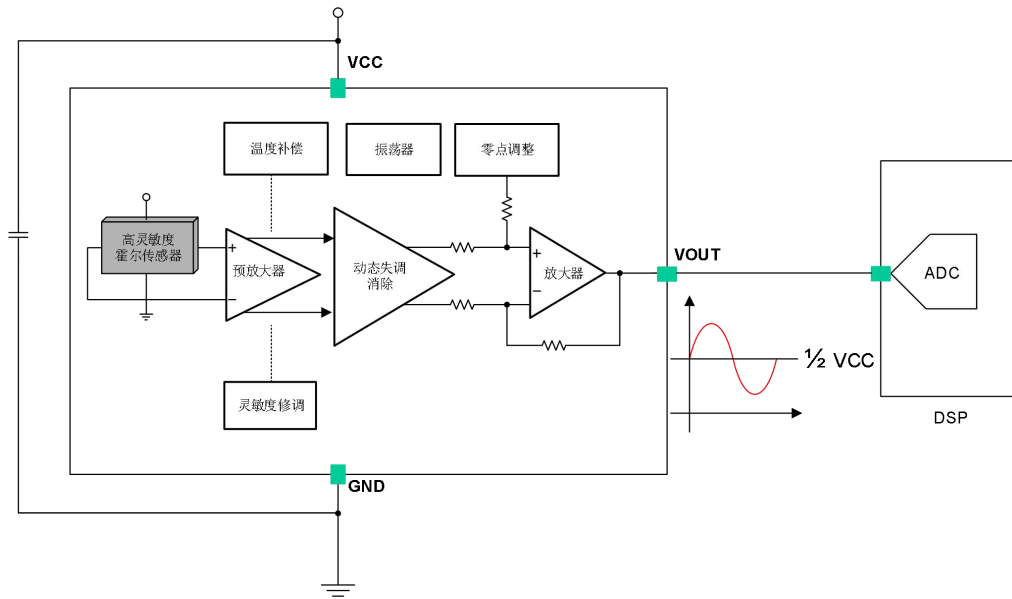 VCC
温度补偿
振荡器
零点调整
高灵敏度
霍尔传感器
+
−
预放大器
动态失调
消除
+
−
放大器
VOUT
ADC
½ VCC
灵敏度修调
DSP
GND